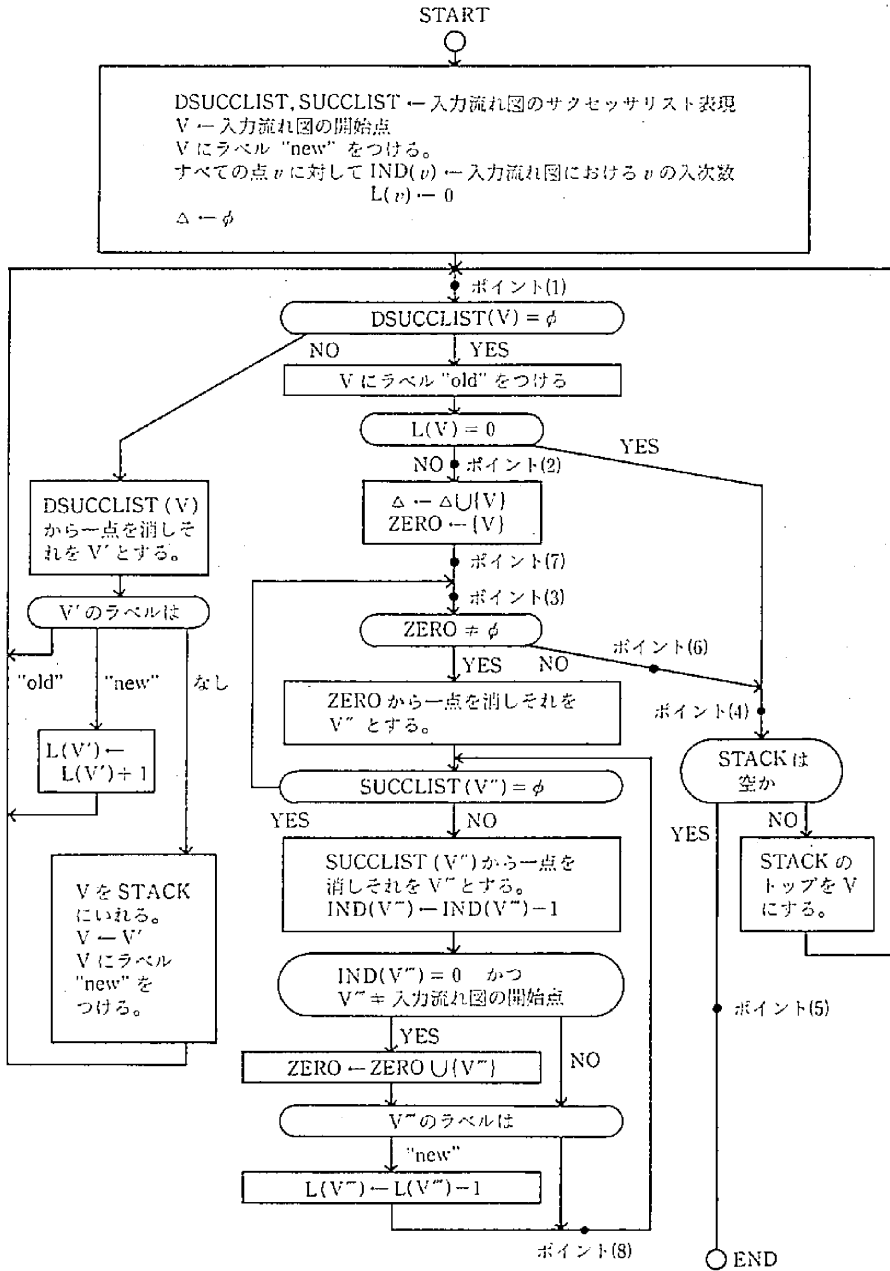 START
DSUCCLIST, SUCCLIST ← 入力流れ図のサクセッサリスト表現
V ← 入力流れ図の開始点
V にラベル "new" をつける。
すべての点 v に対して IND(v) ← 入力流れ図における v の入次数
L(v) ← 0
Δ ← φ
ポイント(1)
DSUCCLIST(V) = φ
NO
YES
V にラベル "old" をつける
L(V) = 0
YES
NO
ポイント(2)
DSUCCLIST(V)
から一点を消しそ
れを V′ とする。
Δ ← Δ∪{V}
ZERO ← {V}
ポイント(7)
ポイント(3)
V′ のラベルは
ZERO ≠ φ
ポイント(6)
"old"
"new"
なし
YES
NO
ポイント(4)
ZERO から一点を消しそれを
V″ とする。
L(V′) ←
L(V′) + 1
SUCCLIST(V″) = φ
STACK は
空か
YES
NO
YES
NO
V を STACK
にいれる。
V ← V′
V にラベル
"new" を
つける。
SUCCLIST(V″) から一点を
消しそれを V‴ とする。
IND(V‴) ← IND(V‴) − 1
STACK の
トップを V
にする。
IND(V‴) = 0 かつ
V‴ ≠ 入力流れ図の開始点
ポイント(5)
YES
NO
ZERO ← ZERO ∪{V‴}
V‴ のラベルは
"new"
L(V‴) ← L(V‴) − 1
ポイント(8)
END